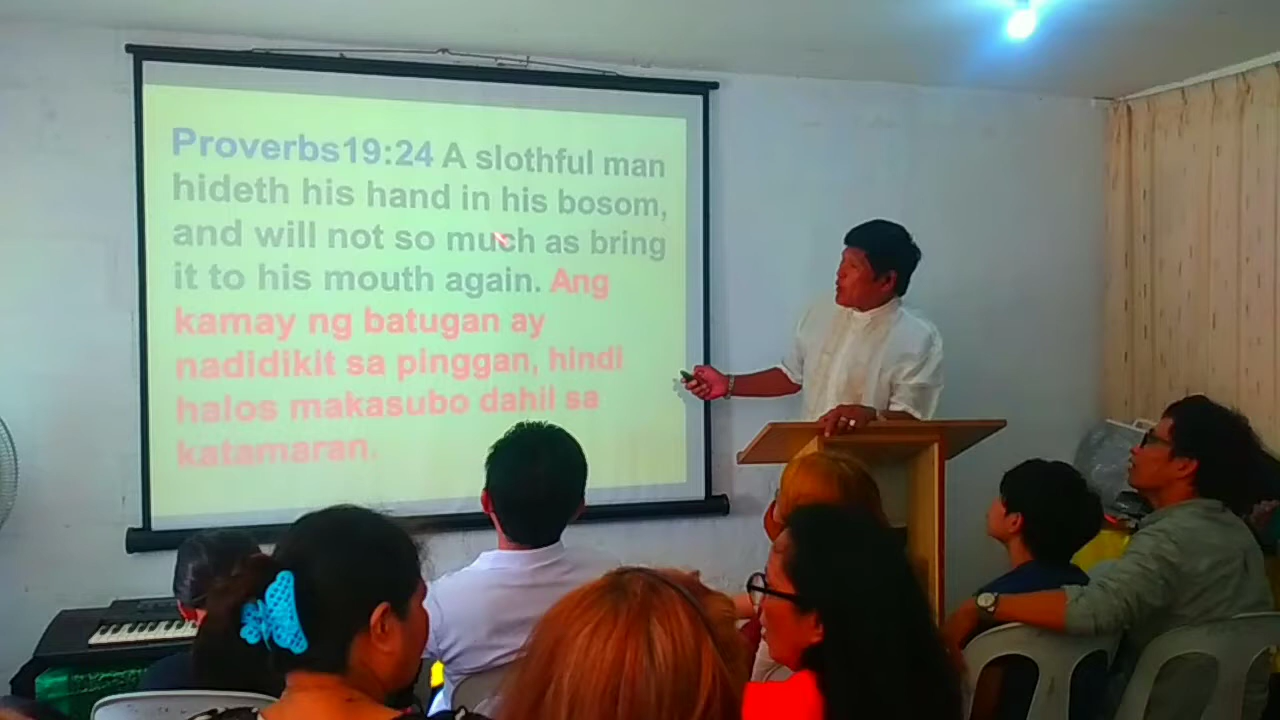 Proverbs19:24 A slothful man
hideth his hand in his bosom,
and will not so much as bring
it to his mouth again. Ang
kamay ng batugan ay
nadidikit sa pinggan, hindi
halos makasubo dahil sa
katamaran.